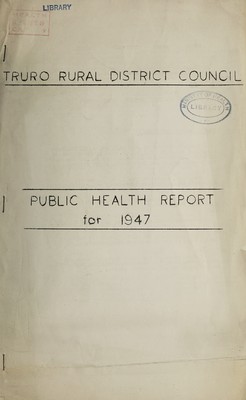 LIBRARY
TRURO RURAL DISTRICT COUNCIL
LIBRARY
PUBLIC HEALTH REPORT
for 1947